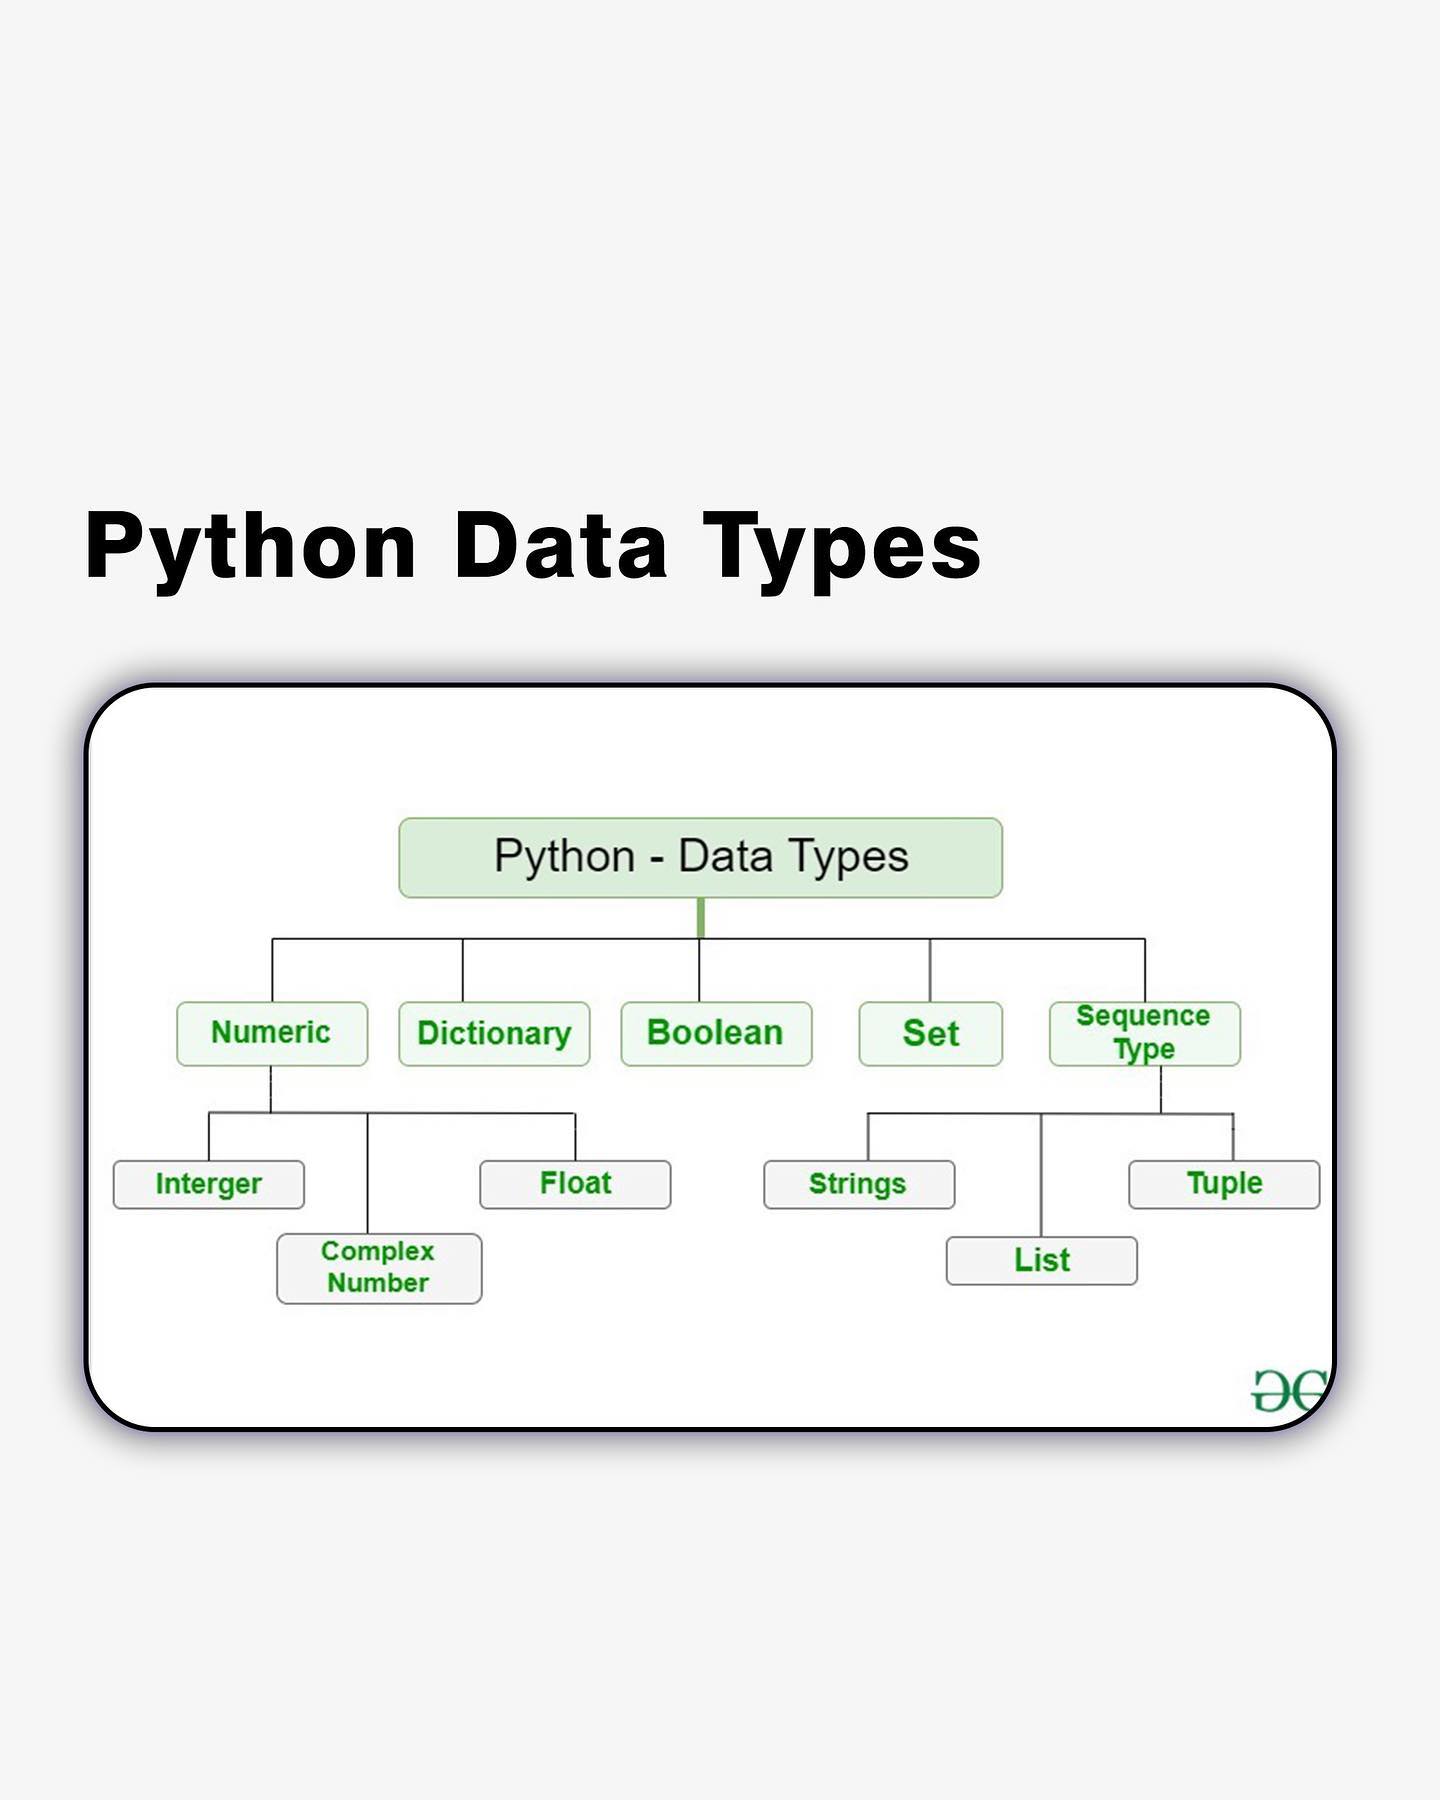 Python Data Types
Python - Data Types
Numeric
Dictionary
Boolean
Set
Sequence
Type
Interger
Float
Strings
Tuple
Complex
Number
List